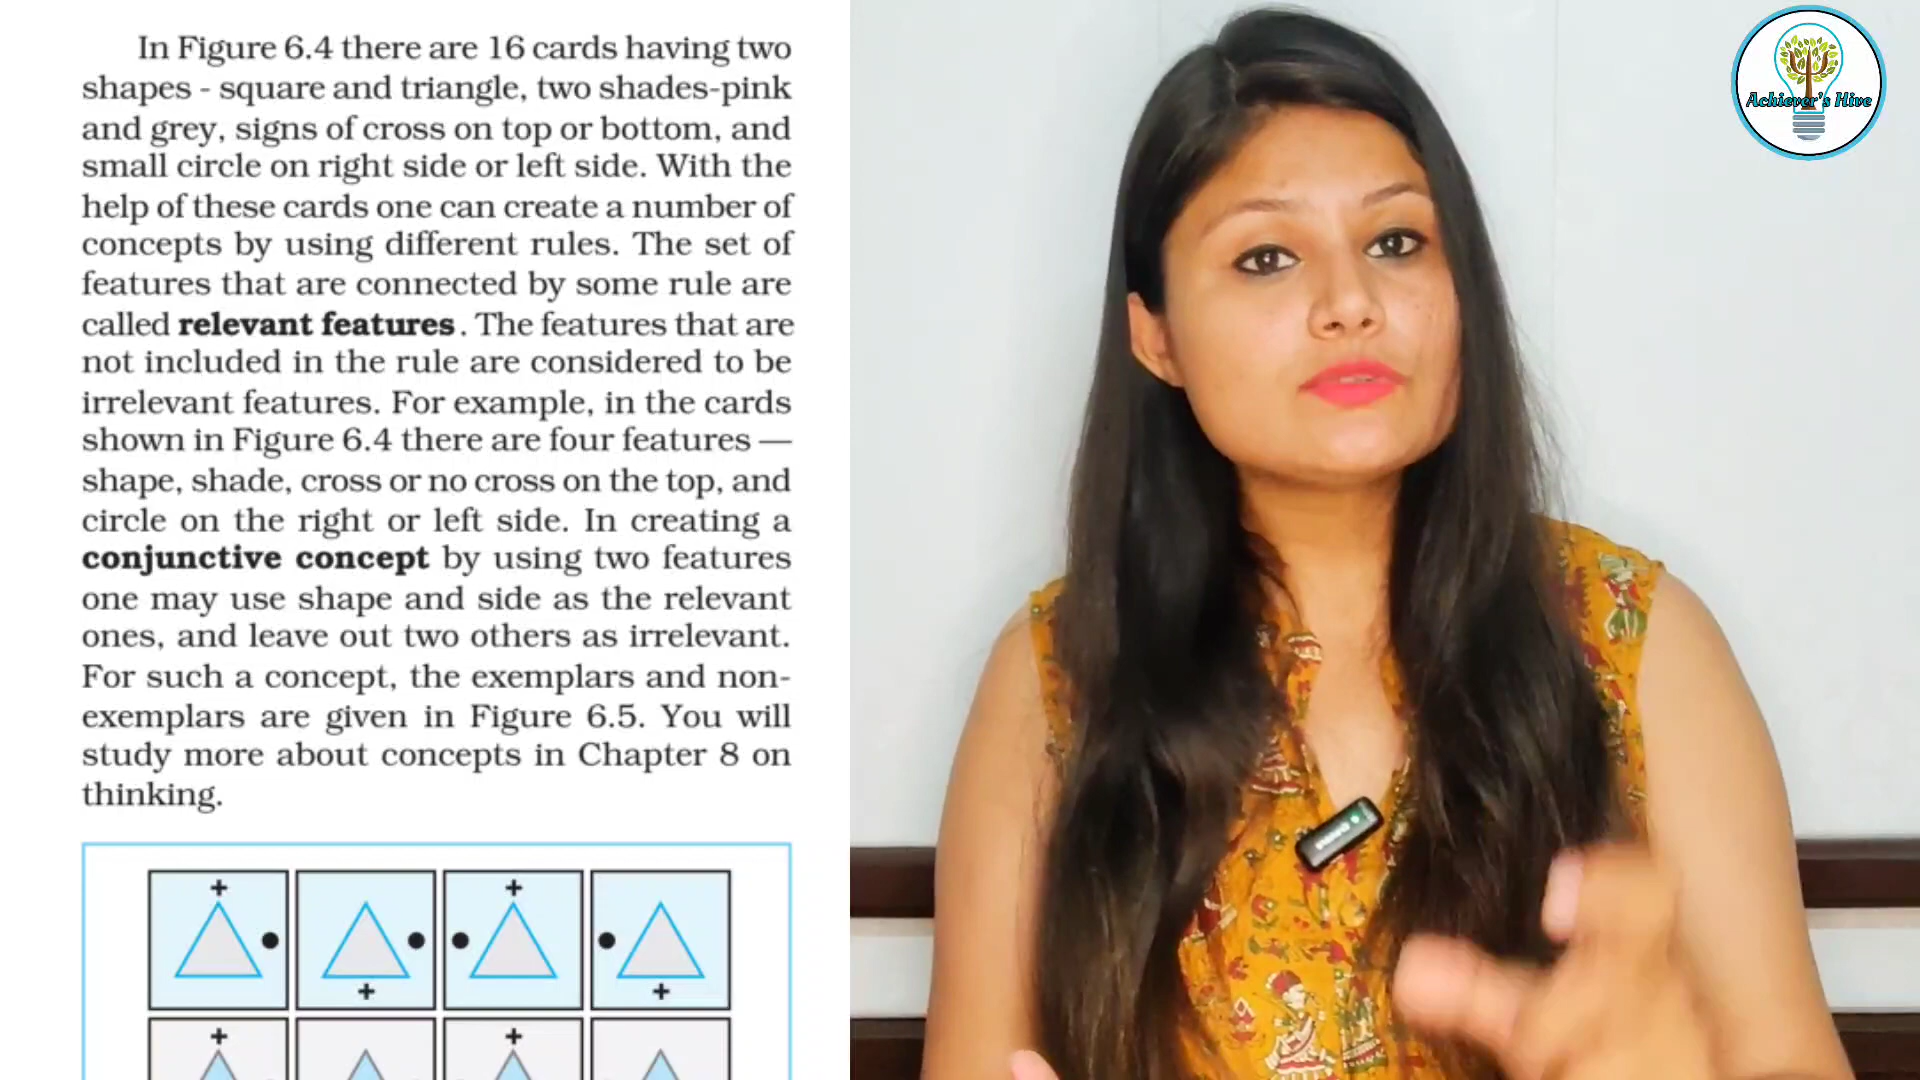 In Figure 6.4 there are 16 cards having two
shapes - square and triangle, two shades-pink
and grey, signs of cross on top or bottom, and
small circle on right side or left side. With the
help of these cards one can create a number of
concepts by using different rules. The set of
features that are connected by some rule are
called relevant features. The features that are
not included in the rule are considered to be
irrelevant features. For example, in the cards
shown in Figure 6.4 there are four features —
shape, shade, cross or no cross on the top, and
circle on the right or left side. In creating a
conjunctive concept by using two features
one may use shape and side as the relevant
ones, and leave out two others as irrelevant.
For such a concept, the exemplars and non-
exemplars are given in Figure 6.5. You will
study more about concepts in Chapter 8 on
thinking.
Achiever's Hive